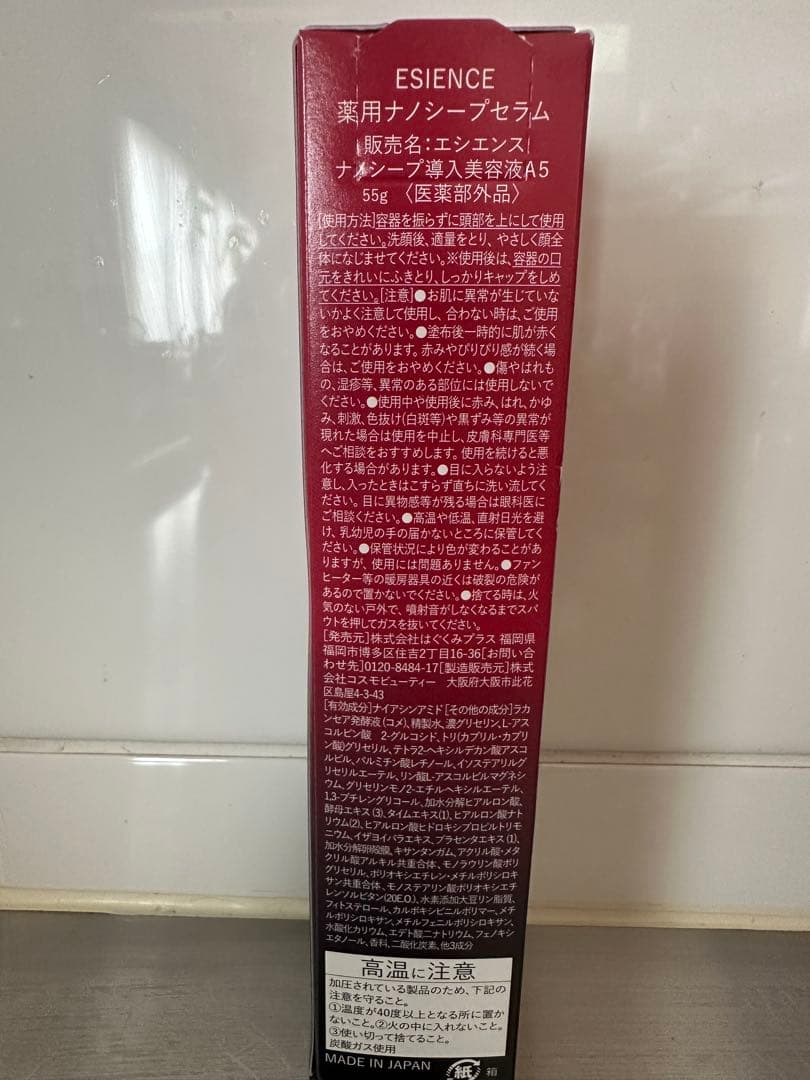 ESIENCE
薬用ナノシープセラム
販売名:エシエンス
ナノシープ導入美容液A5
55g 〈医薬部外品〉
[使用方法]容器を振らずに頭部を上にして使用
してください。洗顔後、適量をとり、やさしく顔全
体になじませてください。※使用後は、容器の口
元をきれいにふきとり、しっかりキャップをしめ
てください。[注意]●お肌に異常が生じていな
いかよく注意して使用し、合わない時は、ご使用
をおやめください。●塗布後一時的に肌が赤く
なることがあります。赤みやぴりぴり感が続く場
合は、ご使用をおやめください。●傷やはれも
の、湿疹等、異常のある部位には使用しないで
ください。●使用中や使用後に赤み、はれ、かゆ
み、刺激、色抜け(白斑等)や黒ずみ等の異常が
現れた場合は使用を中止し、皮膚科専門医等
へご相談をおすすめします。使用を続けると悪
化する場合があります。●目に入らないよう注
意し、入ったときはこすらず直ちに洗い流してく
ださい。目に異物感等が残る場合は眼科医に
ご相談ください。●高温や低温、直射日光を避
け、乳幼児の手の届かないところに保管してく
ださい。●保管状況により色が変わることがあ
りますが、使用には問題ありません。●ファン
ヒーター等の暖房器具の近くは破裂の危険が
あるので置かないでください。●捨てる時は、火
気のない戸外で、噴射音がしなくなるまでスパ
ウトを押してガスを抜いてください。
[発売元]株式会社はぐくみプラス 福岡県
福岡市博多区住吉2丁目16-36[お問い合
わせ先]0120-8484-17[製造販売元]株式
会社コスモビューティー 大阪府大阪市此花
区島屋4-3-43
[有効成分]ナイアシンアミド[その他の成分]ラカ
ンセア発酵液(コメ)、精製水、濃グリセリン、L-アス
コルビン酸 2-グルコシド、トリ(カプリル・カプリ
ン酸)グリセリル、テトラ2-ヘキシルデカン酸アスコ
ルビル、パルミチン酸レチノール、イソステアリルグ
リセリルエーテル、リン酸L-アスコルビルマグネシ
ウム、グリセリンモノ2-エチルヘキシルエーテル、
1,3-ブチレングリコール、加水分解ヒアルロン酸、
酵母エキス(3)、タイムエキス(1)、ヒアルロン酸ナト
リウム(2)、ヒアルロン酸ヒドロキシプロピルトリモ
ニウム、イザヨイバラエキス、プラセンタエキス(1)、
加水分解卵殻膜、キサンタンガム、アクリル酸・メタ
クリル酸アルキル共重合体、モノラウリン酸ポリ
グリセリル、ポリオキシエチレン・メチルポリシロキ
サン共重合体、モノステアリン酸ポリオキシエチ
レンソルビタン(20E.O.)、水素添加大豆リン脂質、
フィトステロール、カルボキシビニルポリマー、メチ
ルポリシロキサン、メチルフェニルポリシロキサン、
水酸化カリウム、エデト酸二ナトリウム、フェノキシ
エタノール、香料、二酸化炭素、他3成分
高温に注意
加圧されている製品のため、下記の
注意を守ること。
①温度が40度以上となる所に置か
ないこと。②火の中に入れないこと。
③使い切って捨てること。
炭酸ガス使用
MADE IN JAPAN
紙 箱